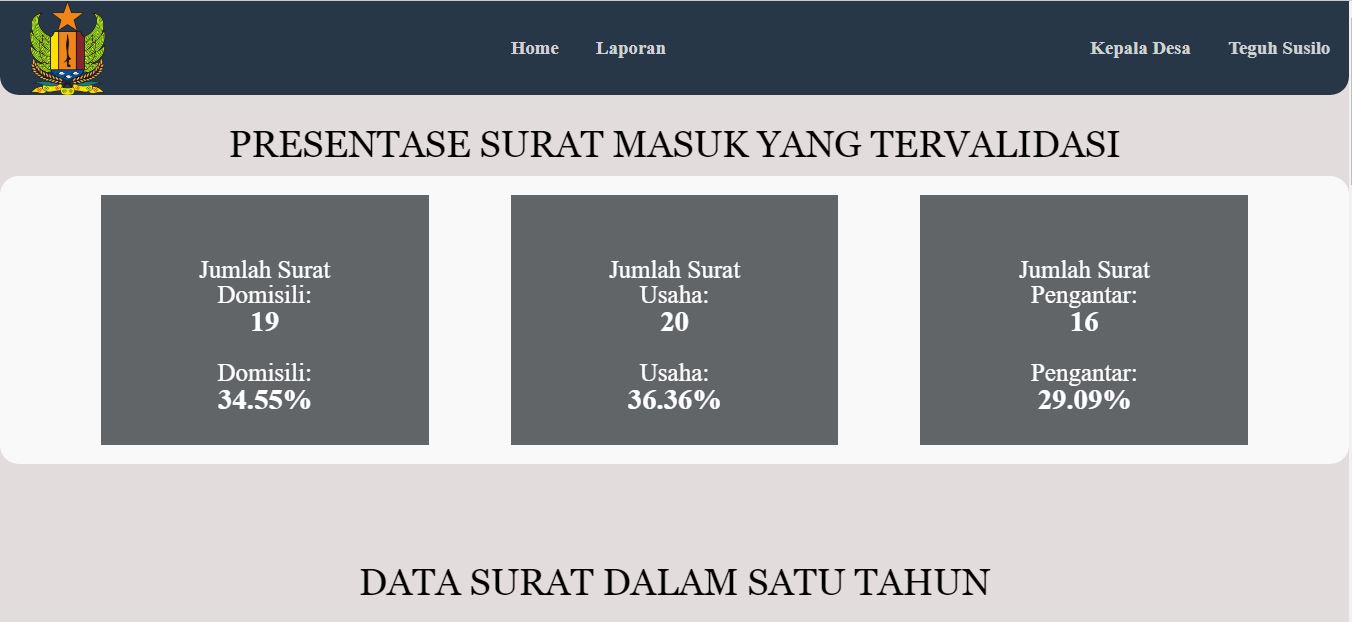 Home Laporan Kepala Desa Teguh Susilo
PRESENTASE SURAT MASUK YANG TERVALIDASI
Jumlah Surat
Domisili:
19
Domisili:
34.55%
Jumlah Surat
Usaha:
20
Usaha:
36.36%
Jumlah Surat
Pengantar:
16
Pengantar:
29.09%
DATA SURAT DALAM SATU TAHUN